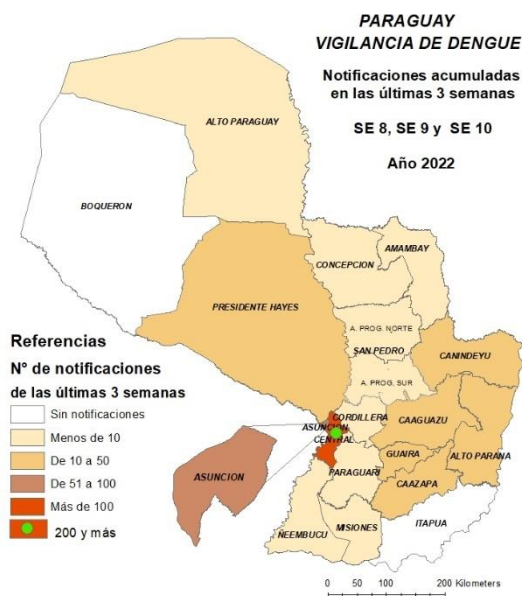 PARAGUAY
VIGILANCIA DE DENGUE
Notificaciones acumuladas
en las últimas 3 semanas
SE 8, SE 9 y SE 10
Año 2022
ALTO PARAGUAY
BOQUERON
AMAMBAY
CONCEPCION
PRESIDENTE HAYES
A. PROG. NORTE
SAN PEDRO
CANINDEYU
A. PROG. SUR
CORDILLERA
ASUNCION
CENTRAL
CAAGUAZU
GUAIRA
ALTO PARANA
PARAGUARI
CAAZAPA
ITAPUA
MISIONES
ÑEEMBUCU
ASUNCION
Referencias
N° de notificaciones
de las últimas 3 semanas
Sin notificaciones
Menos de 10
De 10 a 50
De 51 a 100
Más de 100
200 y más
0 50 100 200 Kilometers